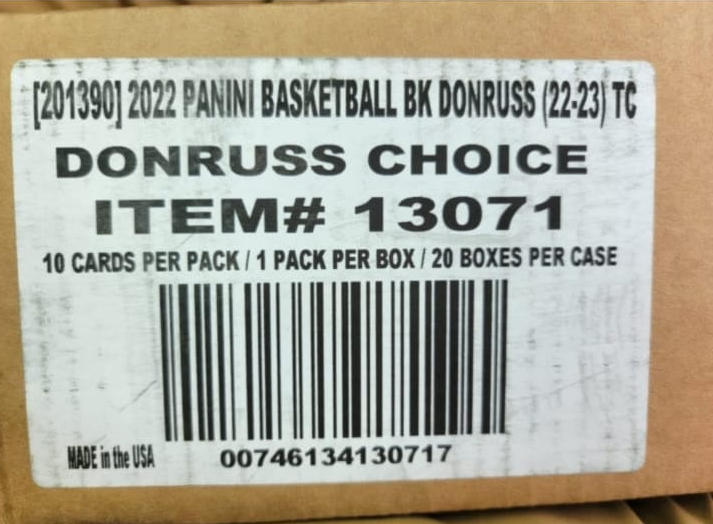 [201390] 2022 PANINI BASKETBALL BK DONRUSS (22-23) TC
DONRUSS CHOICE
ITEM# 13071
10 CARDS PER PACK / 1 PACK PER BOX / 20 BOXES PER CASE
MADE in the USA 00746134130717